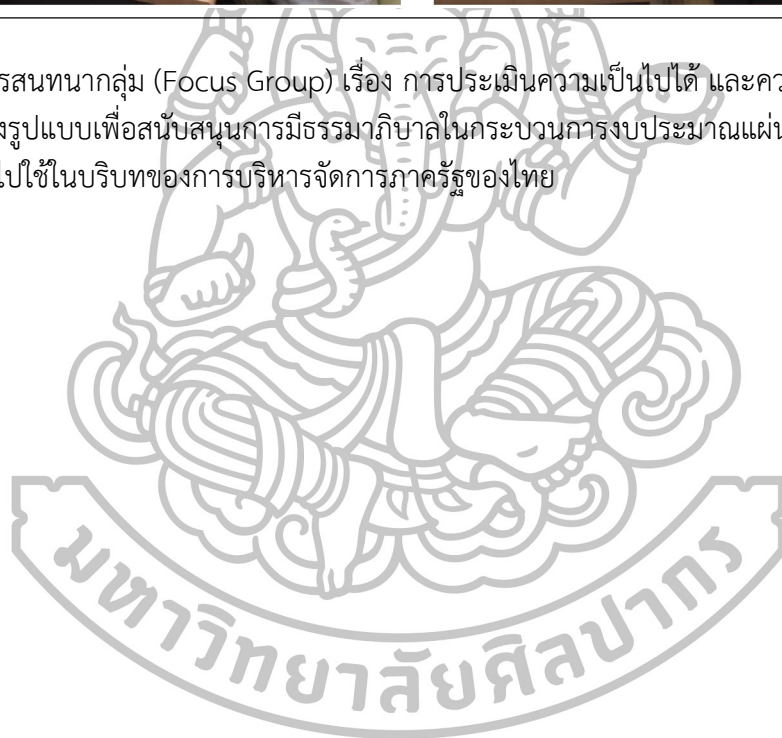 รสนทนากลุ่ม (Focus Group) เรื่อง การประเมินความเป็นไปได้ และคว
งรูปแบบเพื่อสนับสนุนการมีธรรมาภิบาลในกระบวนการงบประมาณแผ่น
ปใช้ในบริบทของการบริหารจัดการภาครัฐของไทย
มหาวิทยาลัยศิลปากร